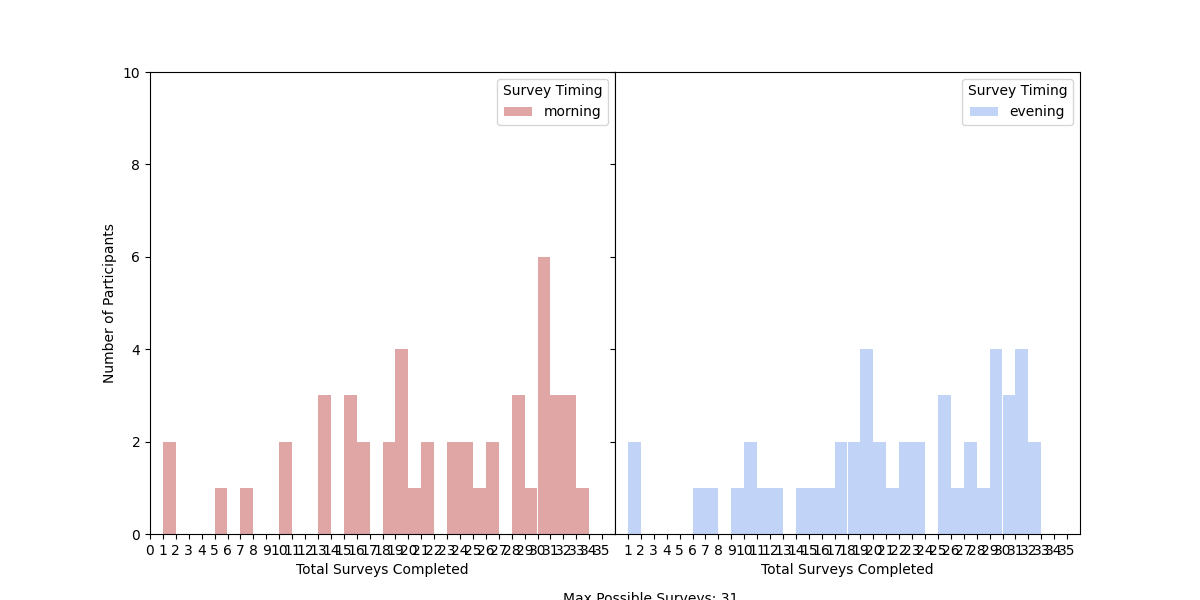 10
8
6
4
2
0
Number of Participants
Survey Timing
morning
Survey Timing
evening
0 1 2 3 4 5 6 7 8 9 10 11 12 13 14 15 16 17 18 19 20 21 22 23 24 25 26 27 28 29 30 31 32 33 34 35
1 2 3 4 5 6 7 8 9 10 11 12 13 14 15 16 17 18 19 20 21 22 23 24 25 26 27 28 29 30 31 32 33 34 35
Total Surveys Completed
Total Surveys Completed
Max Possible Surveys: 31